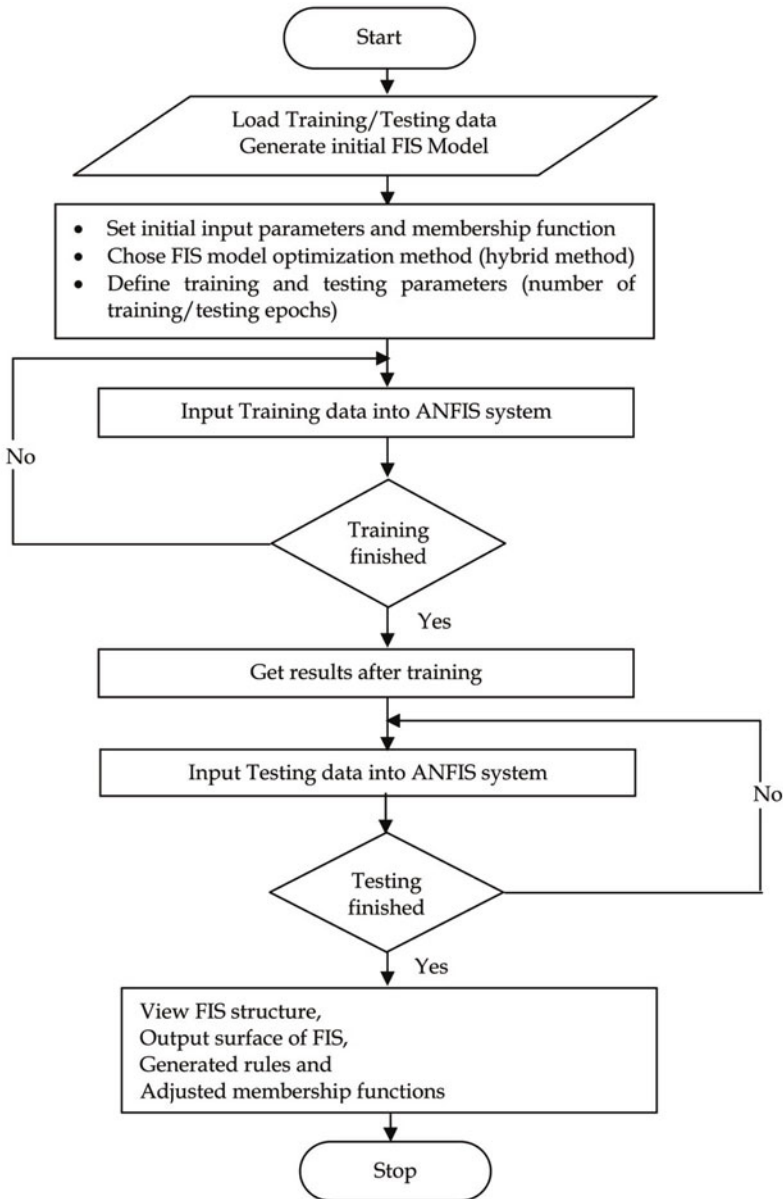 Start
Load Training/Testing data
Generate initial FIS Model
• Set initial input parameters and membership function
• Chose FIS model optimization method (hybrid method)
• Define training and testing parameters (number of
training/testing epochs)
Input Training data into ANFIS system
No
Training
finished
Yes
Get results after training
Input Testing data into ANFIS system
No
Testing
finished
Yes
View FIS structure,
Output surface of FIS,
Generated rules and
Adjusted membership functions
Stop